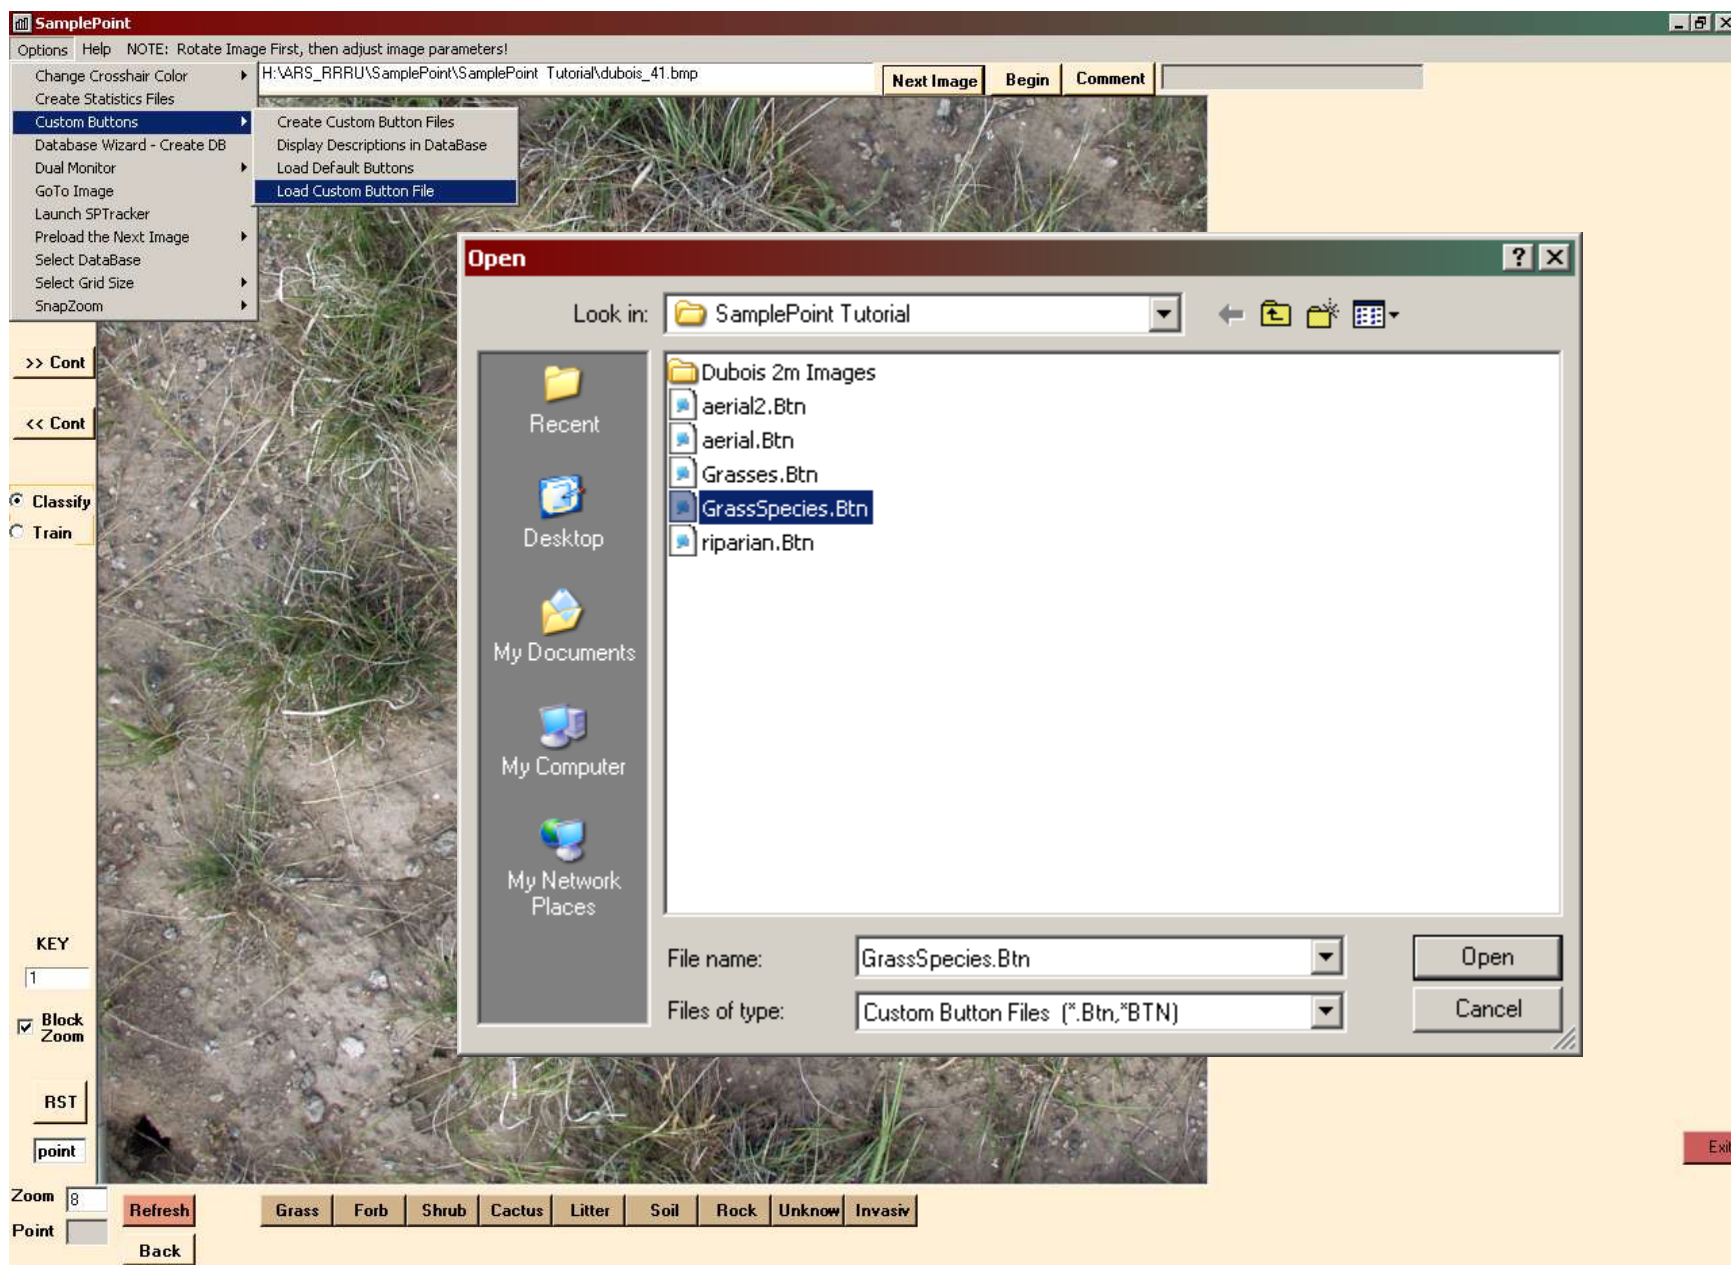 SamplePoint
Options Help NOTE: Rotate Image First, then adjust image parameters!
H:\ARS_RRRU\SamplePoint\SamplePoint Tutorial\dubois_41.bmp
Next Image Begin Comment
Change Crosshair Color
Create Statistics Files
Custom Buttons
Database Wizard - Create DB
Dual Monitor
GoTo Image
Launch SPTracker
Preload the Next Image
Select DataBase
Select Grid Size
SnapZoom
Create Custom Button Files
Display Descriptions in DataBase
Load Default Buttons
Load Custom Button File
Open
Look in: SamplePoint Tutorial
Recent
Desktop
My Documents
My Computer
My Network
Places
Dubois 2m Images
aerial2.Btn
aerial.Btn
Grasses.Btn
GrassSpecies.Btn
riparian.Btn
File name: GrassSpecies.Btn Open
Files of type: Custom Button Files (*.Btn,*BTN) Cancel
>> Cont
<< Cont
Classify
Train
KEY
1
Block
Zoom
RST
point
Exit
Zoom 8
Point
Refresh
Back
Grass Forb Shrub Cactus Litter Soil Rock Unknow Invasiv